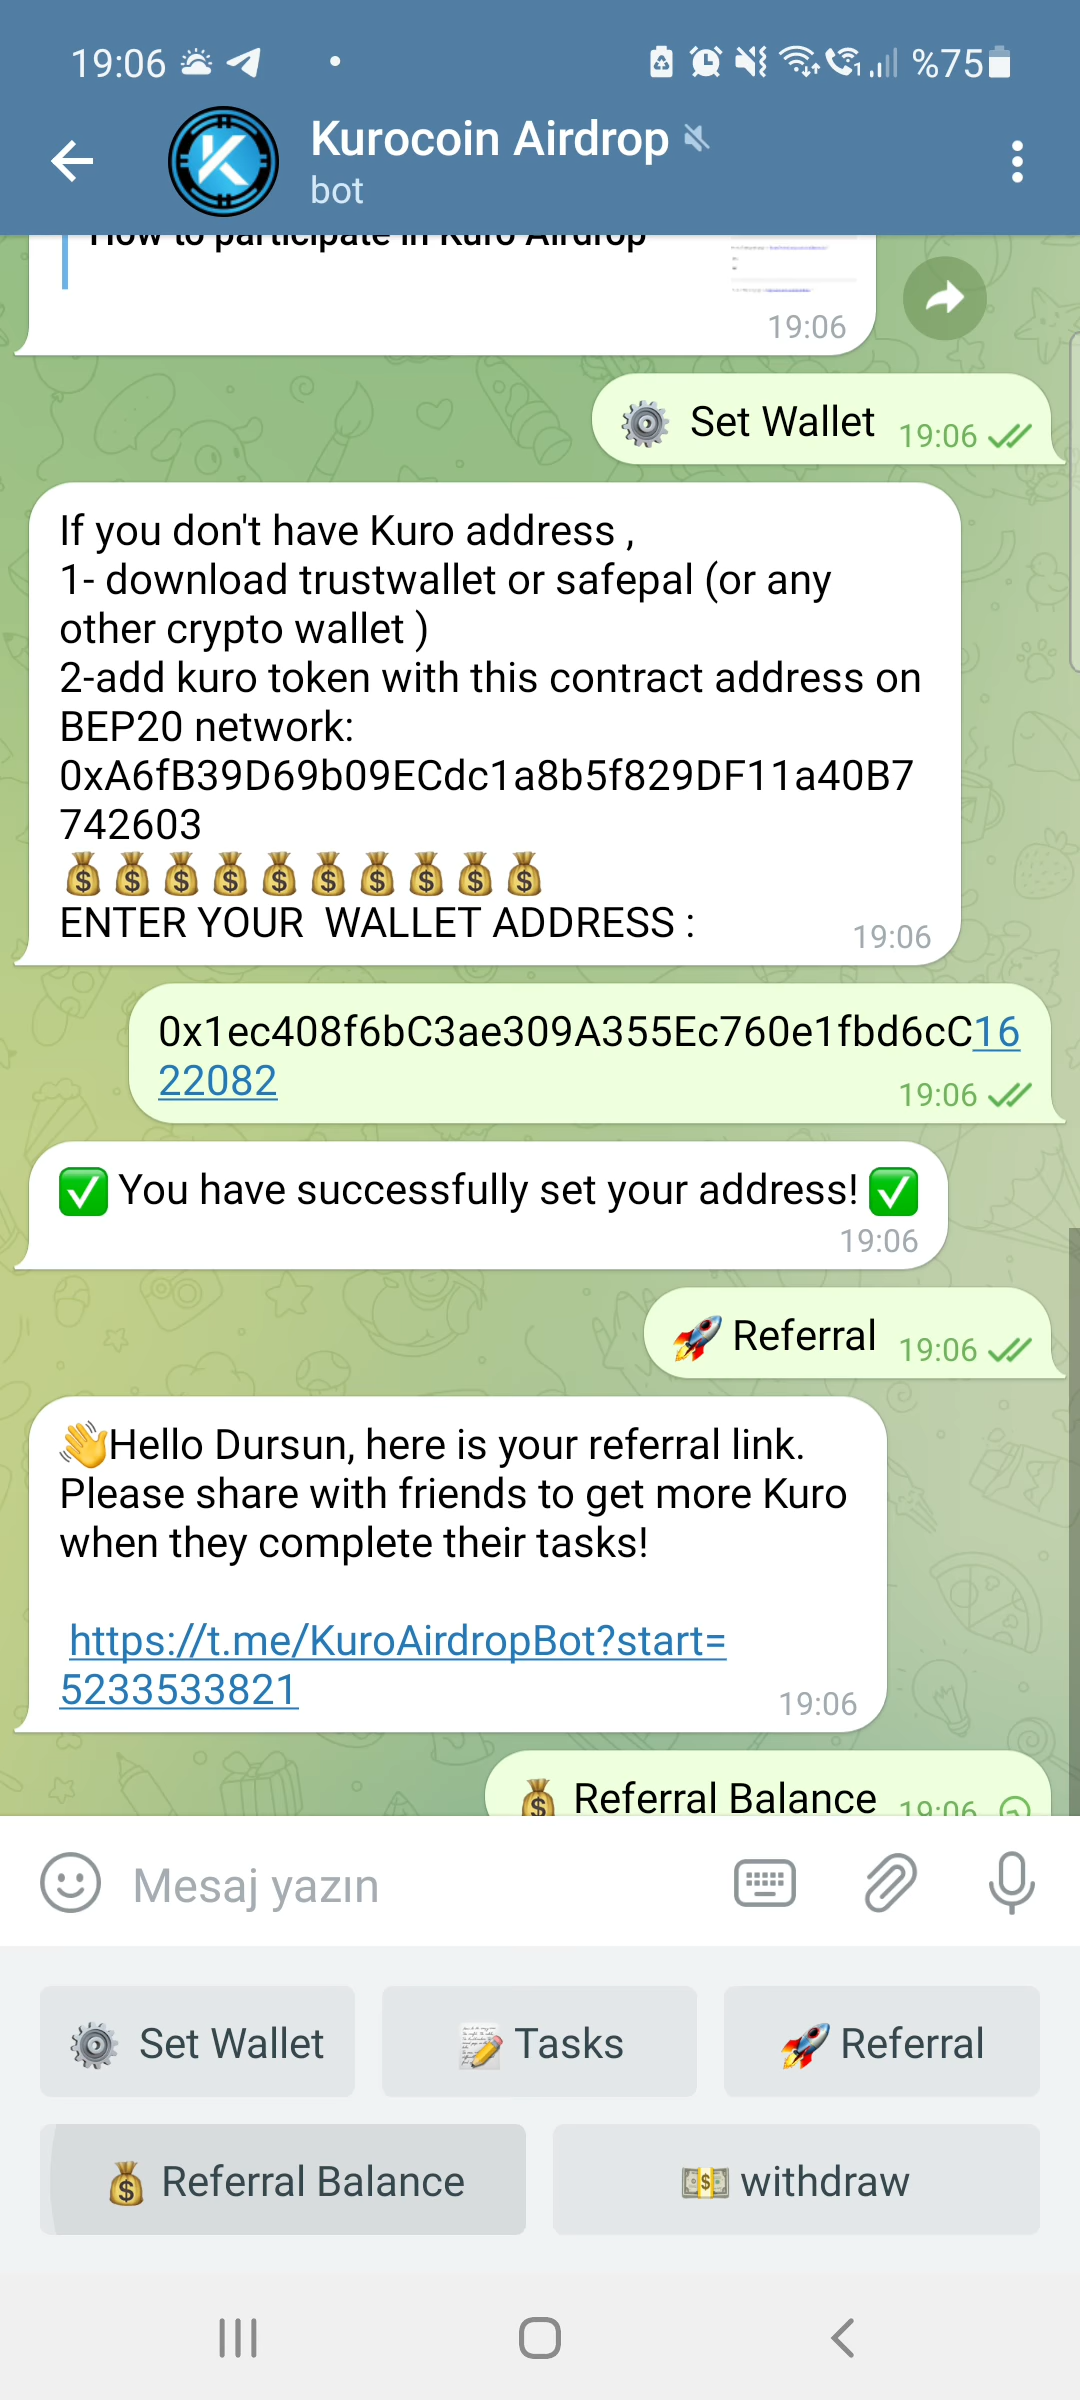 19:06
%75
Kurocoin Airdrop
bot
How to participate in Kuro Airdrop
19:06
Set Wallet 19:06
If you don't have Kuro address ,
1- download trustwallet or safepal (or any
other crypto wallet )
2-add kuro token with this contract address on
BEP20 network:
0xA6fB39D69b09ECdc1a8b5f829DF11a40B7
742603
ENTER YOUR  WALLET ADDRESS :
19:06
0x1ec408f6bC3ae309A355Ec760e1fbd6cC16
22082
19:06
You have successfully set your address!
19:06
Referral 19:06
Hello Dursun, here is your referral link.
Please share with friends to get more Kuro
when they complete their tasks!
https://t.me/KuroAirdropBot?start=
5233533821
19:06
Referral Balance 19:06
Mesaj yazın
Set Wallet
Tasks
Referral
Referral Balance
withdraw